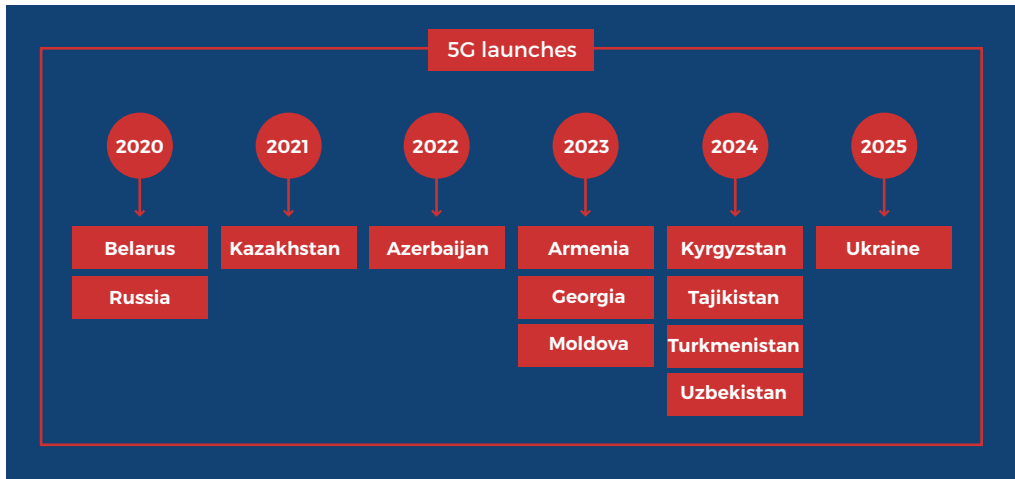 5G launches
2020
2021
2022
2023
2024
2025
Belarus
Kazakhstan
Azerbaijan
Armenia
Kyrgyzstan
Ukraine
Russia
Georgia
Tajikistan
Moldova
Turkmenistan
Uzbekistan